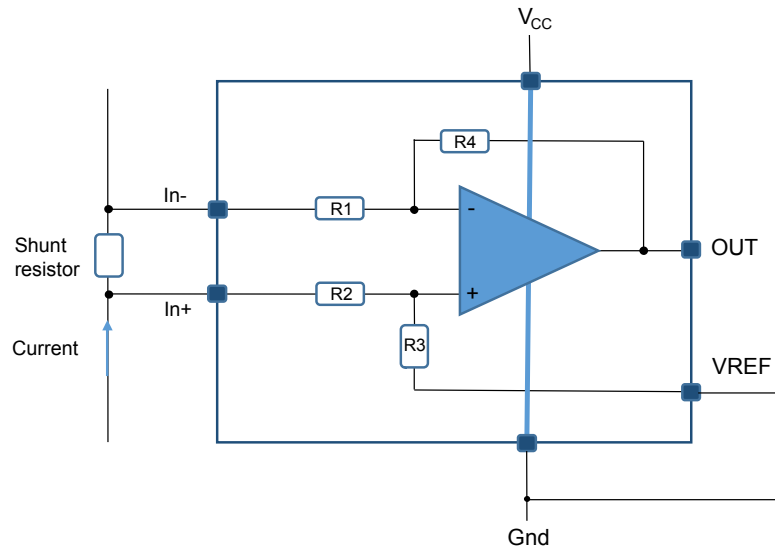 VCC
R4
In-
R1
-
Shunt
resistor
OUT
In+
R2
+
R3
Current
VREF
Gnd